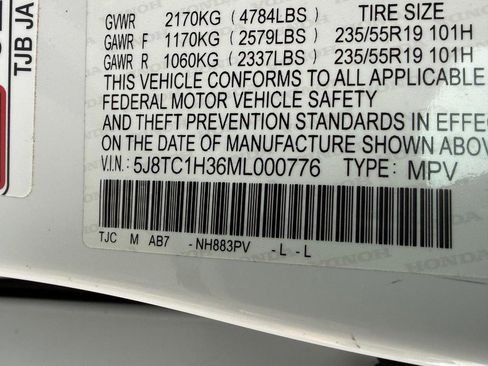 GVWR 2170KG (4784LBS) TIRE SIZE
GAWR F 1170KG (2579LBS) 235/55R19 101H
GAWR R 1060KG (2337LBS) 235/55R19 101H
THIS VEHICLE CONFORMS TO ALL APPLICABLE
FEDERAL MOTOR VEHICLE SAFETY
AND THEFT PREVENTION STANDARDS IN EFFEC
ON THE DATE OF MANUFACTURE SHOWN ABOV
V.I.N: 5J8TC1H36ML000776 TYPE: MPV
TJC M AB7 -NH883PV -L -L
TJB JA
HONDA